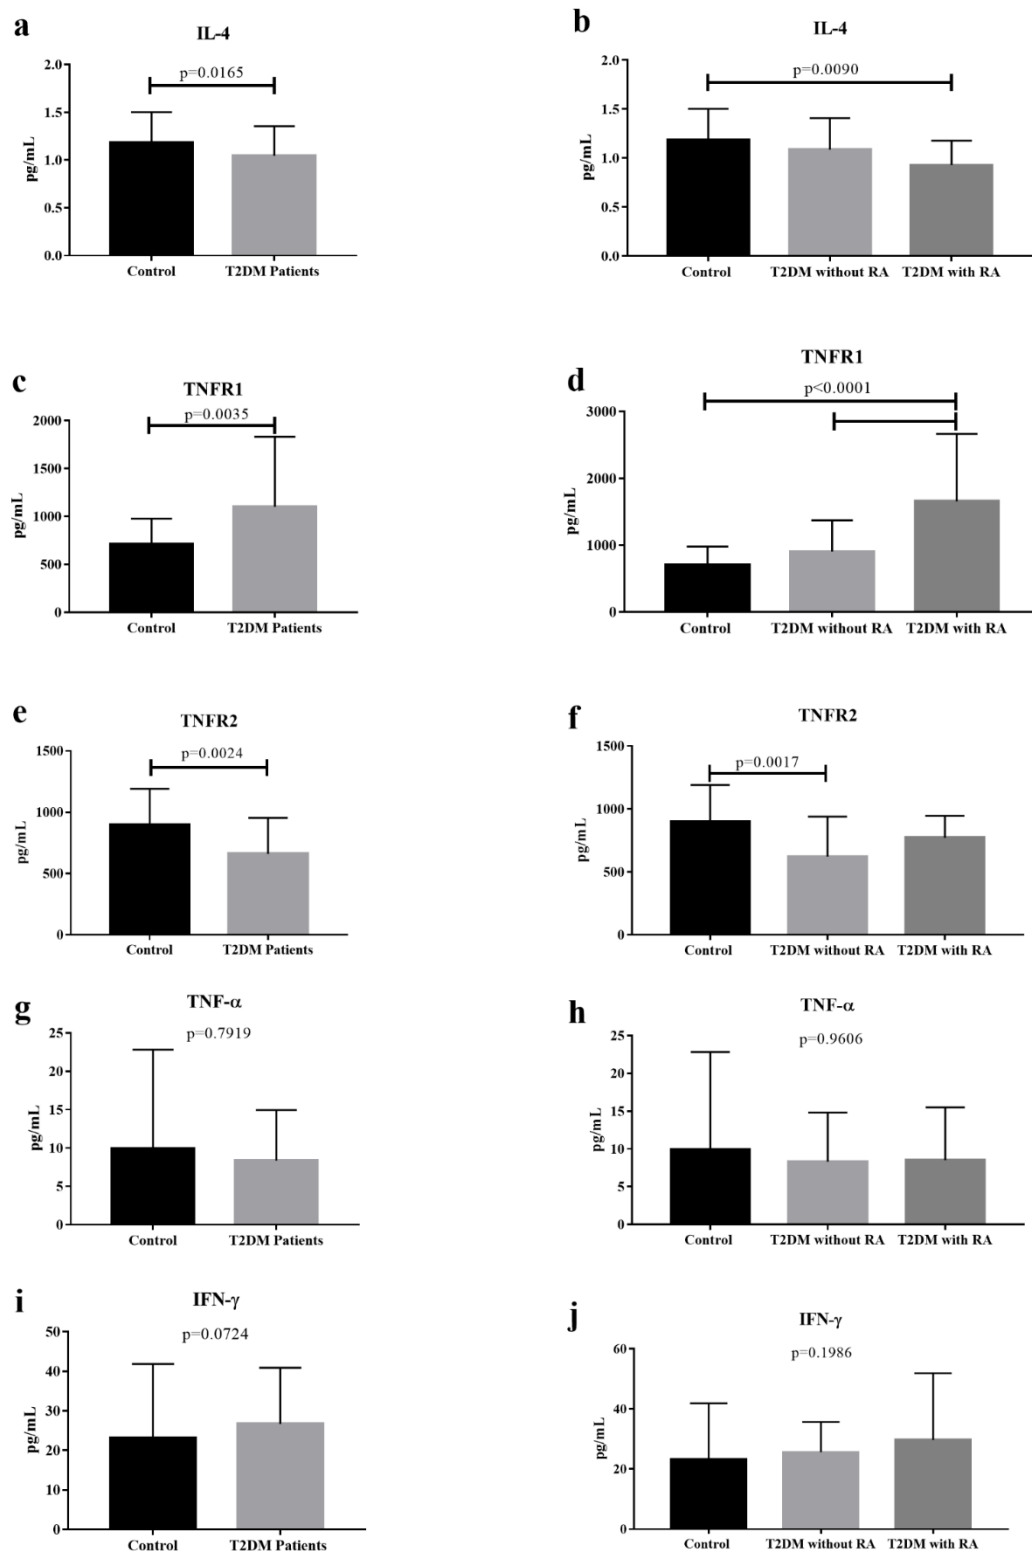 a
IL-4
p=0.0165
2.0
1.5
1.0
0.5
0.0
pg/mL
Control T2DM Patients
b
IL-4
p=0.0090
2.0
1.5
1.0
0.5
0.0
pg/mL
Control T2DM without RA T2DM with RA
c
TNFR1
p=0.0035
2000
1500
1000
500
0
pg/mL
Control T2DM Patients
d
TNFR1
p<0.0001
3000
2000
1000
0
pg/mL
Control T2DM without RA T2DM with RA
e
TNFR2
p=0.0024
1500
1000
500
0
pg/mL
Control T2DM Patients
f
TNFR2
p=0.0017
1500
1000
500
0
pg/mL
Control T2DM without RA T2DM with RA
g
TNF-α
p=0.7919
25
20
15
10
5
0
pg/mL
Control T2DM Patients
h
TNF-α
p=0.9606
25
20
15
10
5
0
pg/mL
Control T2DM without RA T2DM with RA
i
IFN-γ
p=0.0724
50
40
30
20
10
0
pg/mL
Control T2DM Patients
j
IFN-γ
p=0.1986
60
40
20
0
pg/mL
Control T2DM without RA T2DM with RA